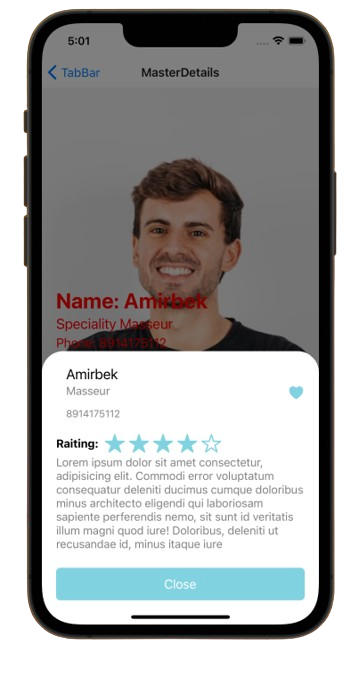 5:01
TabBar
MasterDetails
Name: Amirbek
Speciality Masseur
Phone: 8914175112
Amirbek
Masseur
8914175112
Raiting:
Lorem ipsum dolor sit amet consectetur,
adipisicing elit. Commodi error voluptatum
consequatur deleniti ducimus cumque doloribus
minus architecto eligendi qui laboriosam
sapiente perferendis nemo, sit sunt id veritatis
illum magni quod iure! Doloribus, deleniti ut
recusandae id, minus itaque iure
Close